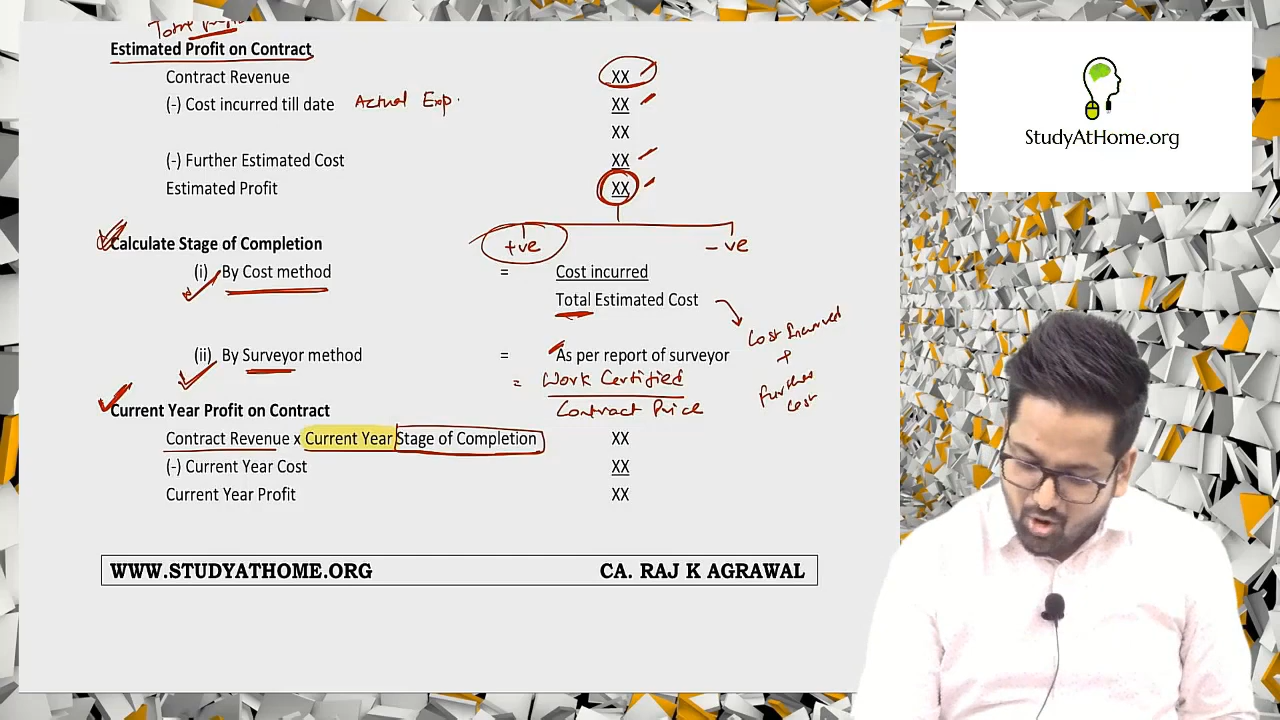 Total Profit
Estimated Profit on Contract
Contract Revenue XX
(-) Cost incurred till date Actual Exp. XX
XX
(-) Further Estimated Cost XX
Estimated Profit XX
Calculate Stage of Completion +ve - ve
(i) By Cost method = Cost incurred
Total Estimated Cost
Cost Incurred
+
Further
Cost
(ii) By Surveyor method = As per report of surveyor
= Work Certified
Contract Price
Current Year Profit on Contract
Contract Revenue x Current Year Stage of Completion XX
(-) Current Year Cost XX
Current Year Profit XX
WWW.STUDYATHOME.ORG CA. RAJ K AGRAWAL
StudyAtHome.org